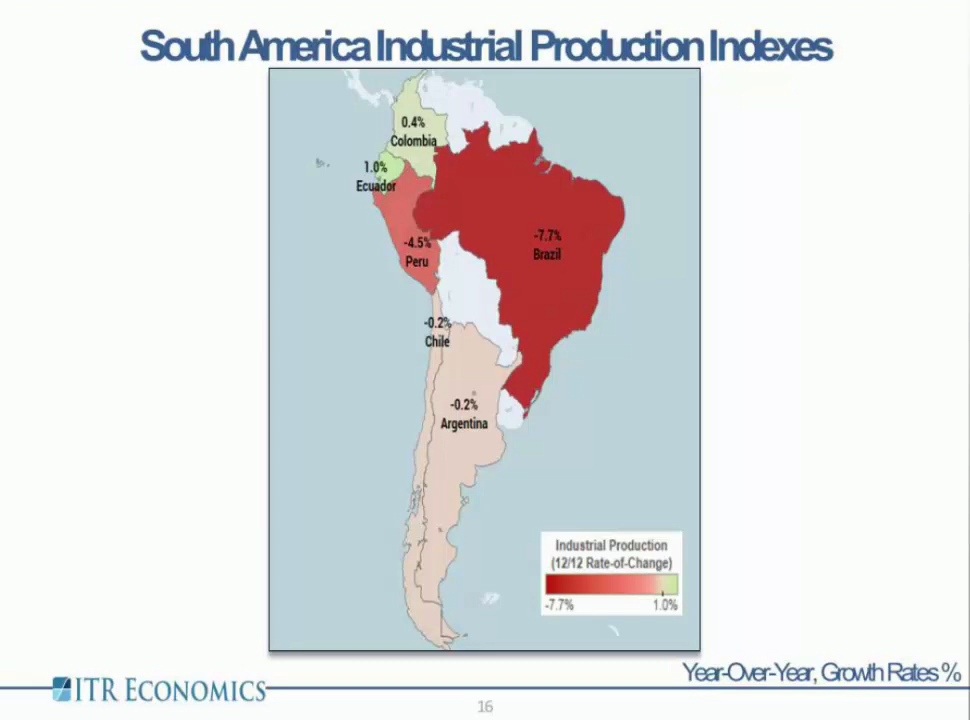 South America Industrial Production Indexes
0.4%
Colombia
1.0%
Ecuador
-4.5%
Peru
-7.7%
Brazil
-0.2%
Chile
-0.2%
Argentina
Industrial Production
(12/12 Rate-of-Change)
-7.7% 1.0%
Year-Over-Year, Growth Rates %
ITR ECONOMICS
16